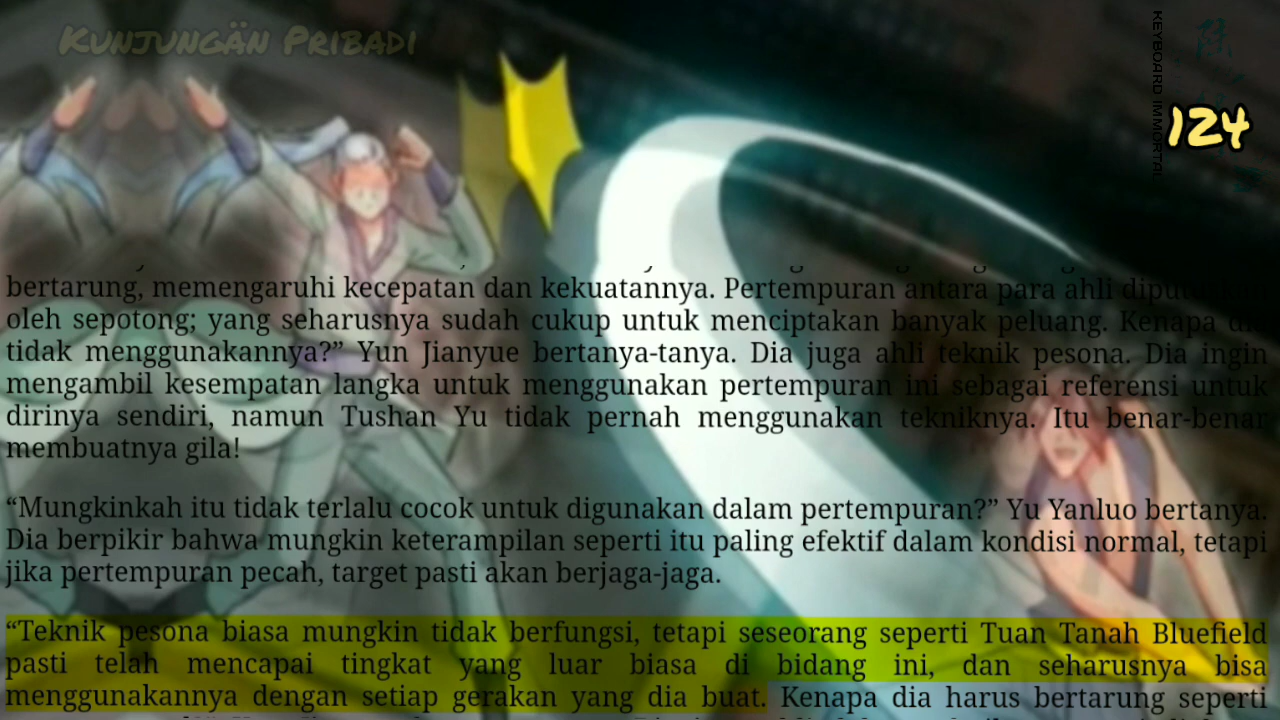 Kunjungän Pribadi
KEYBOARD IMMORTAL
124
bertarung, memengaruhi kecepatan dan kekuatannya. Pertempuran antara para ahli diputuskan
oleh sepotong; yang seharusnya sudah cukup untuk menciptakan banyak peluang. Kenapa dia
tidak menggunakannya?” Yun Jianyue bertanya-tanya. Dia juga ahli teknik pesona. Dia ingin
mengambil kesempatan langka untuk menggunakan pertempuran ini sebagai referensi untuk
dirinya sendiri, namun Tushan Yu tidak pernah menggunakan tekniknya. Itu benar-benar
membuatnya gila!
“Mungkinkah itu tidak terlalu cocok untuk digunakan dalam pertempuran?” Yu Yanluo bertanya.
Dia berpikir bahwa mungkin keterampilan seperti itu paling efektif dalam kondisi normal, tetapi
jika pertempuran pecah, target pasti akan berjaga-jaga.
“Teknik pesona biasa mungkin tidak berfungsi, tetapi seseorang seperti Tuan Tanah Bluefield
pasti telah mencapai tingkat yang luar biasa di bidang ini, dan seharusnya bisa
menggunakannya dengan setiap gerakan yang dia buat. Kenapa dia harus bertarung seperti